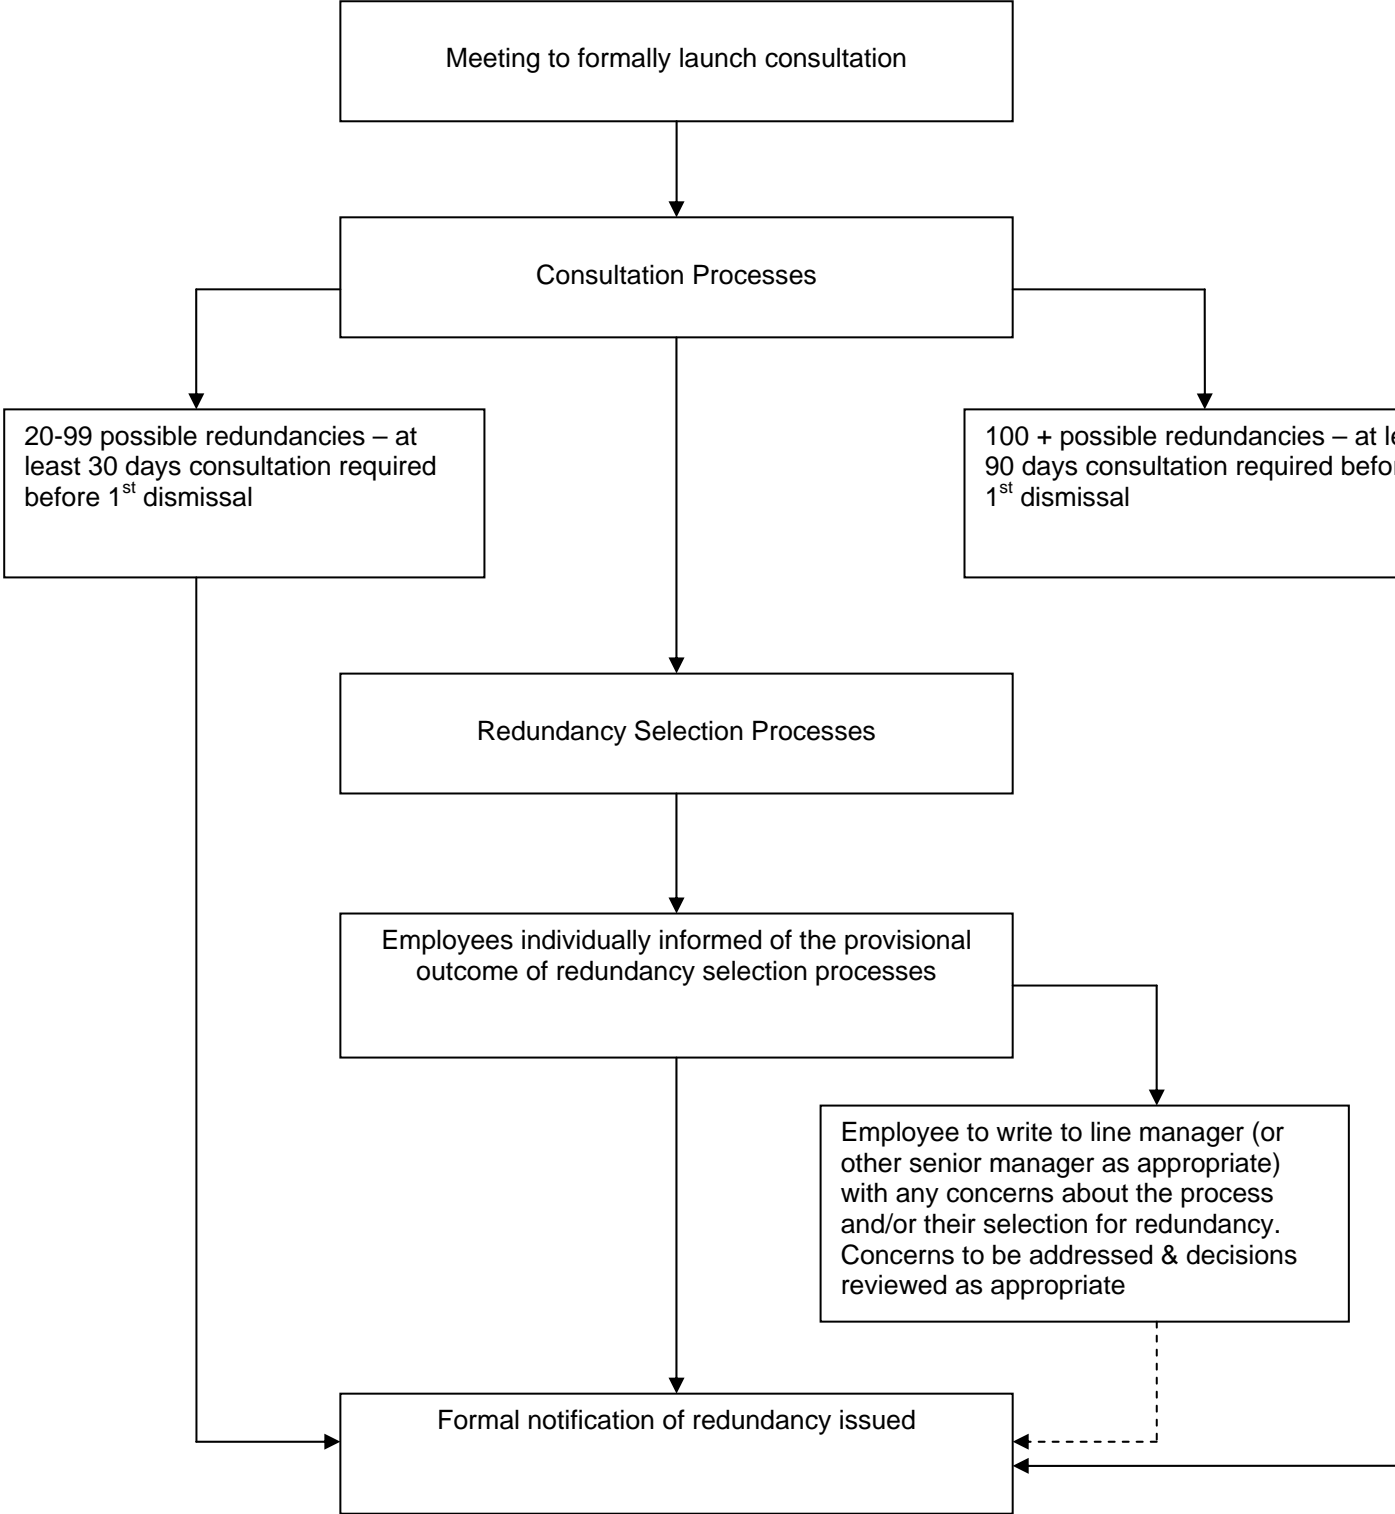 Meeting to formally launch consultation
Consultation Processes
20-99 possible redundancies – at
least 30 days consultation required
before 1st dismissal
100 + possible redundancies – at
90 days consultation required
1st dismissal
Redundancy Selection Processes
Employees individually informed of the provisional
outcome of redundancy selection processes
Employee to write to line manager (or
other senior manager as appropriate)
with any concerns about the process
and/or their selection for redundancy.
Concerns to be addressed & decisions
reviewed as appropriate
Formal notification of redundancy issued